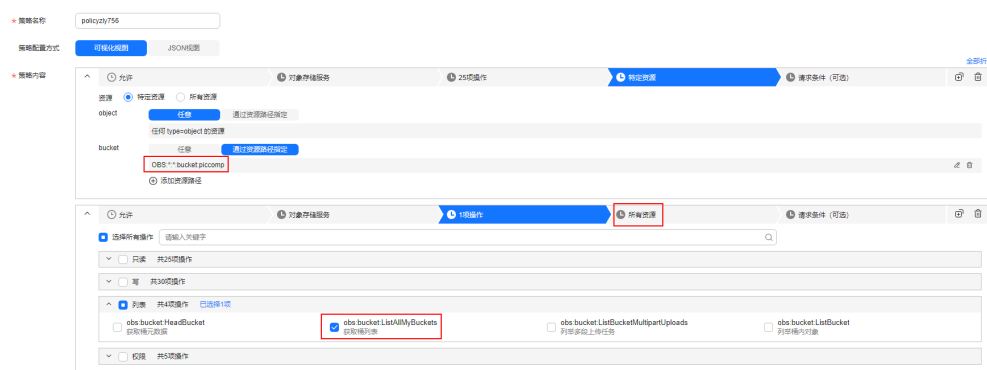 * 策略名称 policyzly756
策略配置方式 可视化视图 JSON视图
全部折
* 策略内容 允许 对象存储服务 25项操作 特定资源 请求条件（可选）
资源 特定资源 所有资源
object 任意 通过资源路径指定
任何 type=object 的资源
bucket 任意 通过资源路径指定
OBS:*:*:bucket:piccomp
添加资源路径
允许 对象存储服务 1项操作 所有资源 请求条件（可选）
选择所有操作 请输入关键字
只读 共25项操作
写 共30项操作
列表 共4项操作 已选择1项
obs:bucket:HeadBucket obs:bucket:ListAllMyBuckets obs:bucket:ListBucketMultipartUploads obs:bucket:ListBucket
获取桶元数据 获取桶列表 列举多段上传任务 列举桶内对象
权限 共5项操作